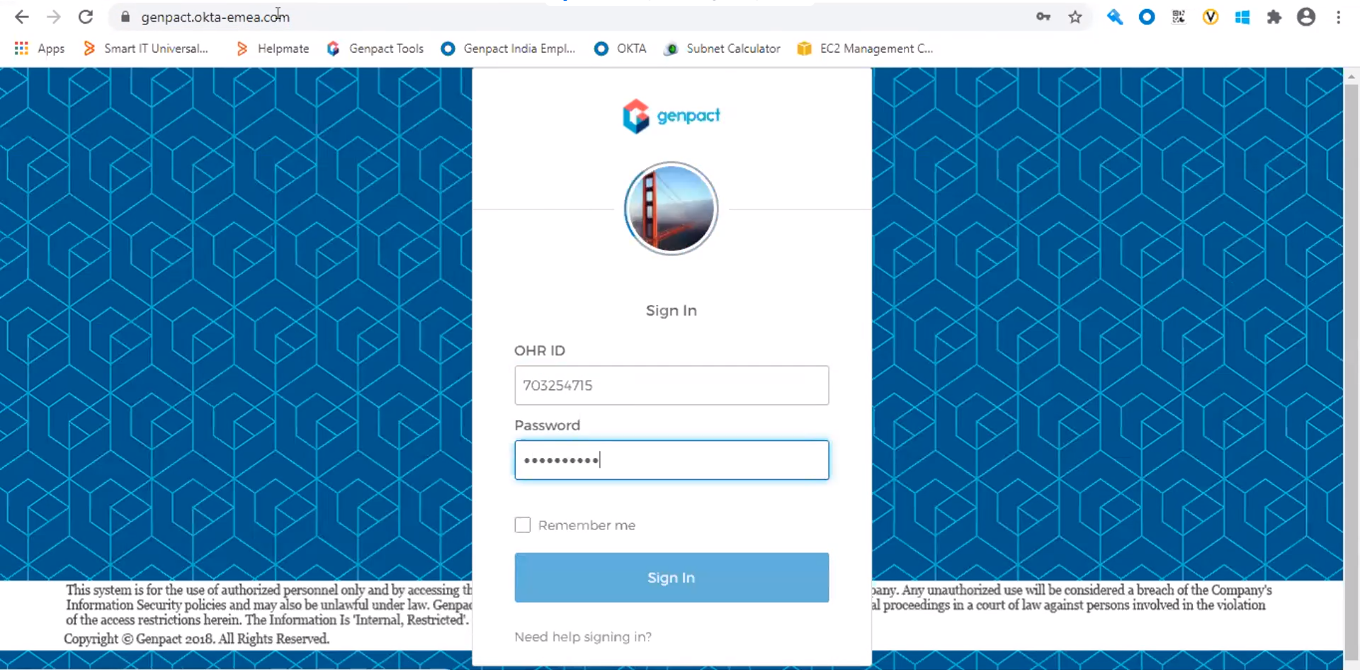 genpact.okta-emea.com
Apps Smart IT Universal... Helpmate Genpact Tools Genpact India Empl... OKTA Subnet Calculator EC2 Management C...
genpact
Sign In
OHR ID
703254715
Password
••••••••••
Remember me
Sign In
This system is for the use of authorized personnel only and by accessing th
pany. Any unauthorized use will be considered a breach of the Company's
Information Security policies and may also be unlawful under law. Genpac
al proceedings in a court of law against persons involved in the violation
of the access restrictions herein. The Information Is 'Internal, Restricted'.
Copyright © Genpact 2018. All Rights Reserved.
Need help signing in?